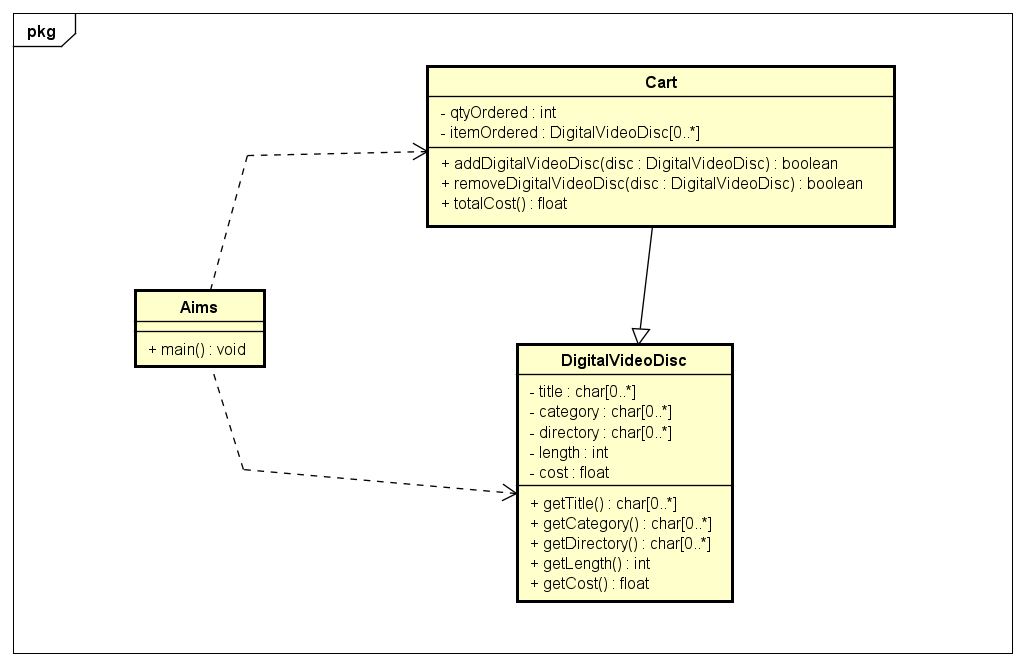 pkg
Cart
- qtyOrdered : int
- itemOrdered : DigitalVideoDisc[0..*]
+ addDigitalVideoDisc(disc : DigitalVideoDisc) : boolean
+ removeDigitalVideoDisc(disc : DigitalVideoDisc) : boolean
+ totalCost() : float
Aims
+ main() : void
DigitalVideoDisc
- title : char[0..*]
- category : char[0..*]
- directory : char[0..*]
- length : int
- cost : float
+ getTitle() : char[0..*]
+ getCategory() : char[0..*]
+ getDirectory() : char[0..*]
+ getLength() : int
+ getCost() : float